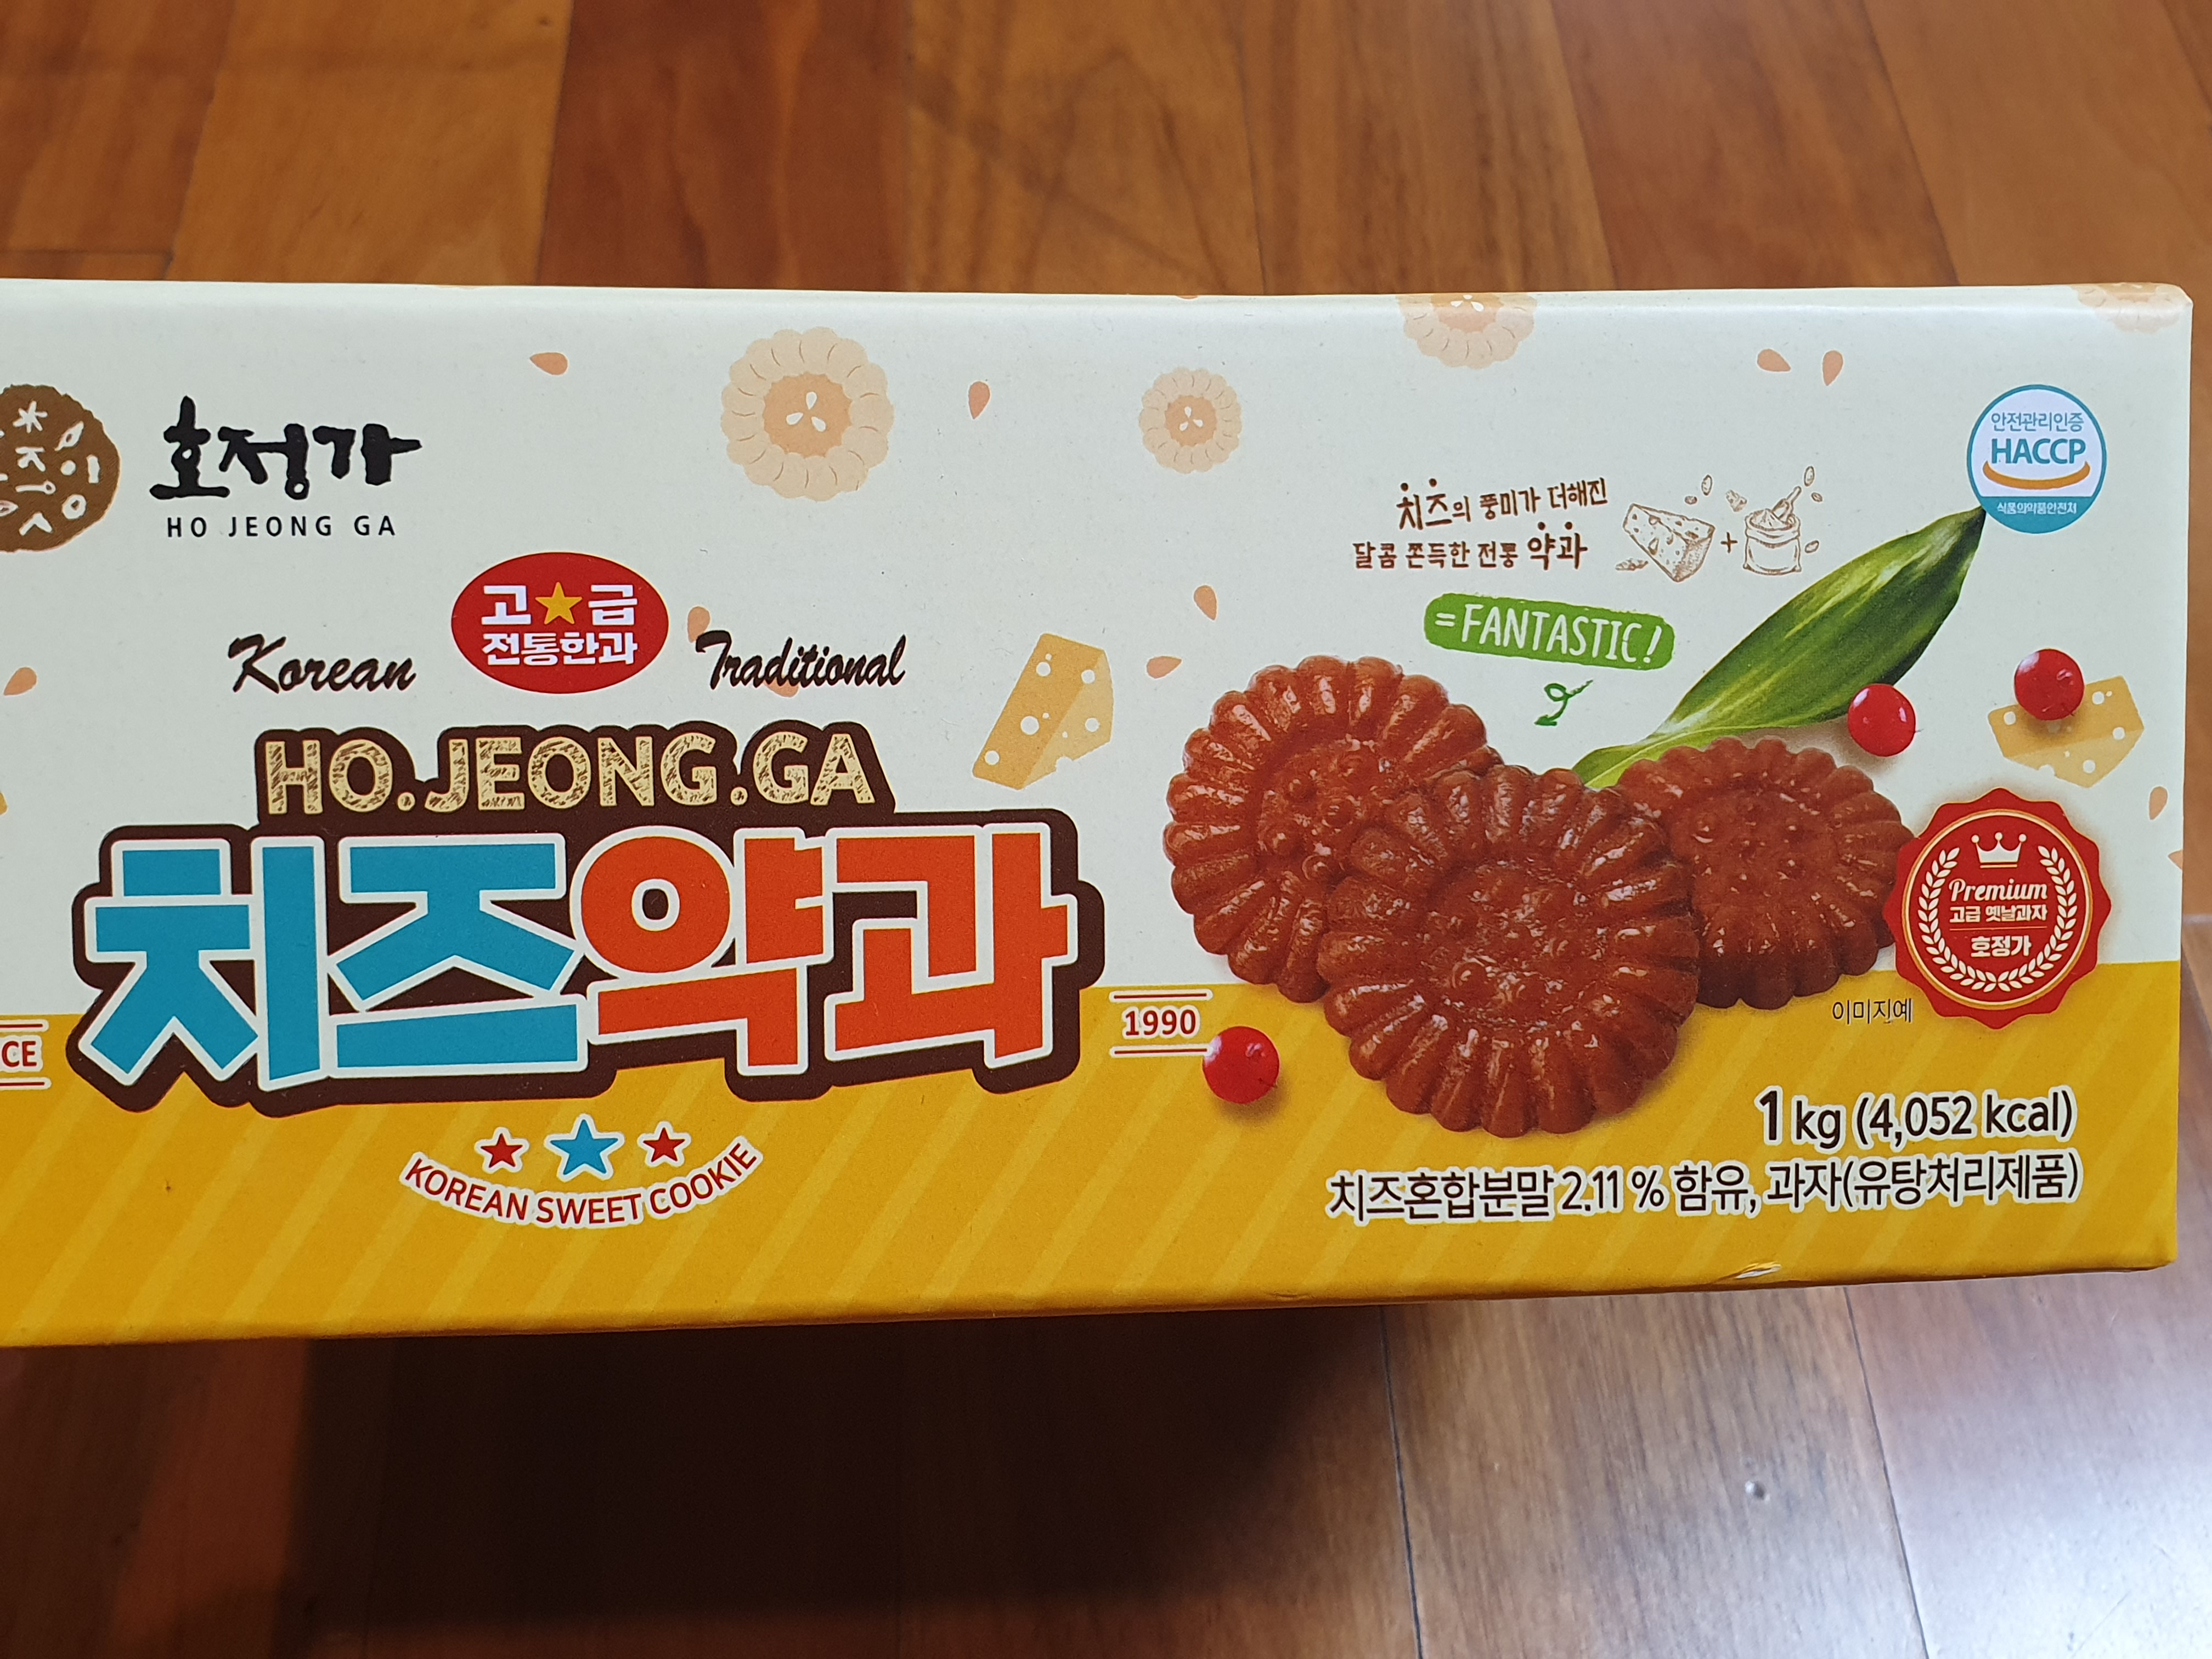 호정가
HO JEONG GA
고급
전통한과
Korean Traditional
HO.JEONG.GA
치즈약과
CE
1990
KOREAN SWEET COOKIE
치즈의 풍미가 더해진
달콤 쫀득한 전통 약과
+
=FANTASTIC!
안전관리인증
HACCP
식품의약품안전처
Premium
고급 옛날과자
호정가
이미지예
1 kg (4,052 kcal)
치즈혼합분말 2.11 % 함유, 과자(유탕처리제품)